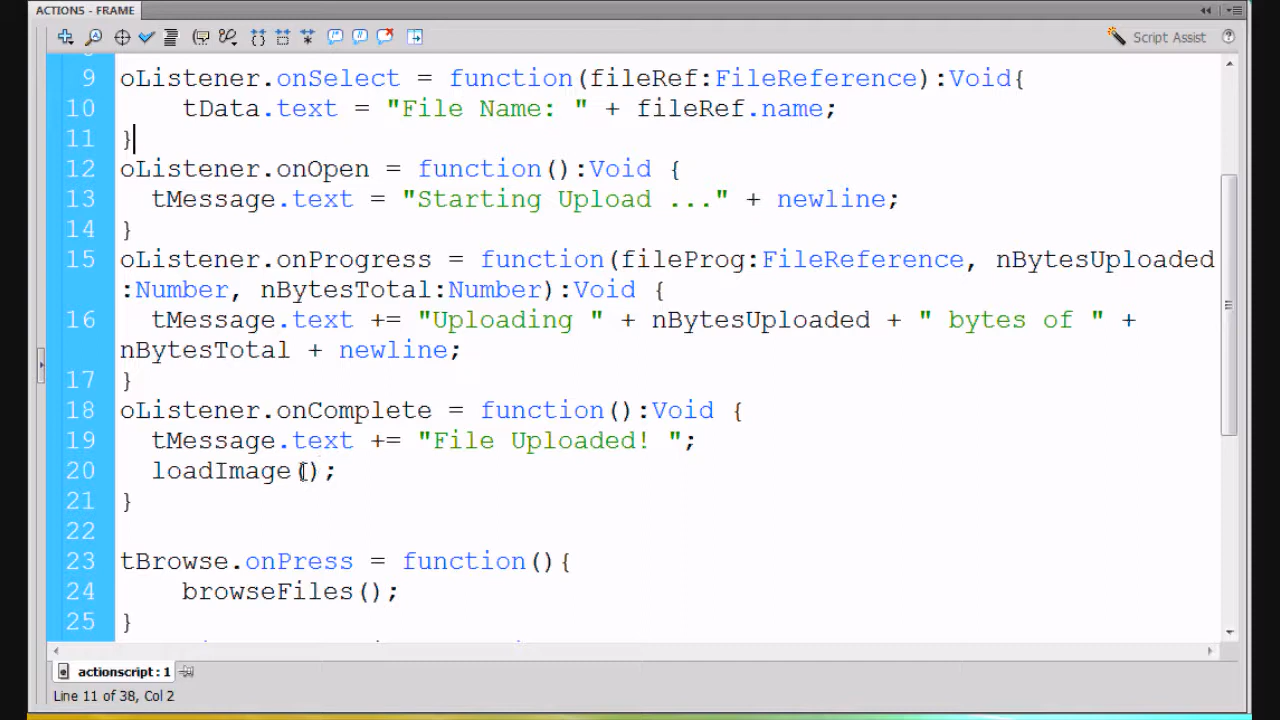 ACTIONS - FRAME
Script Assist
9 oListener.onSelect = function(fileRef:FileReference):Void{
10 tData.text = "File Name: " + fileRef.name;
11 }
12 oListener.onOpen = function():Void {
13 tMessage.text = "Starting Upload ..." + newline;
14 }
15 oListener.onProgress = function(fileProg:FileReference, nBytesUploaded
:Number, nBytesTotal:Number):Void {
16 tMessage.text += "Uploading " + nBytesUploaded + " bytes of " +
nBytesTotal + newline;
17 }
18 oListener.onComplete = function():Void {
19 tMessage.text += "File Uploaded! ";
20 loadImage();
21 }
22
23 tBrowse.onPress = function(){
24 browseFiles();
25 }
actionscript : 1
Line 11 of 38, Col 2